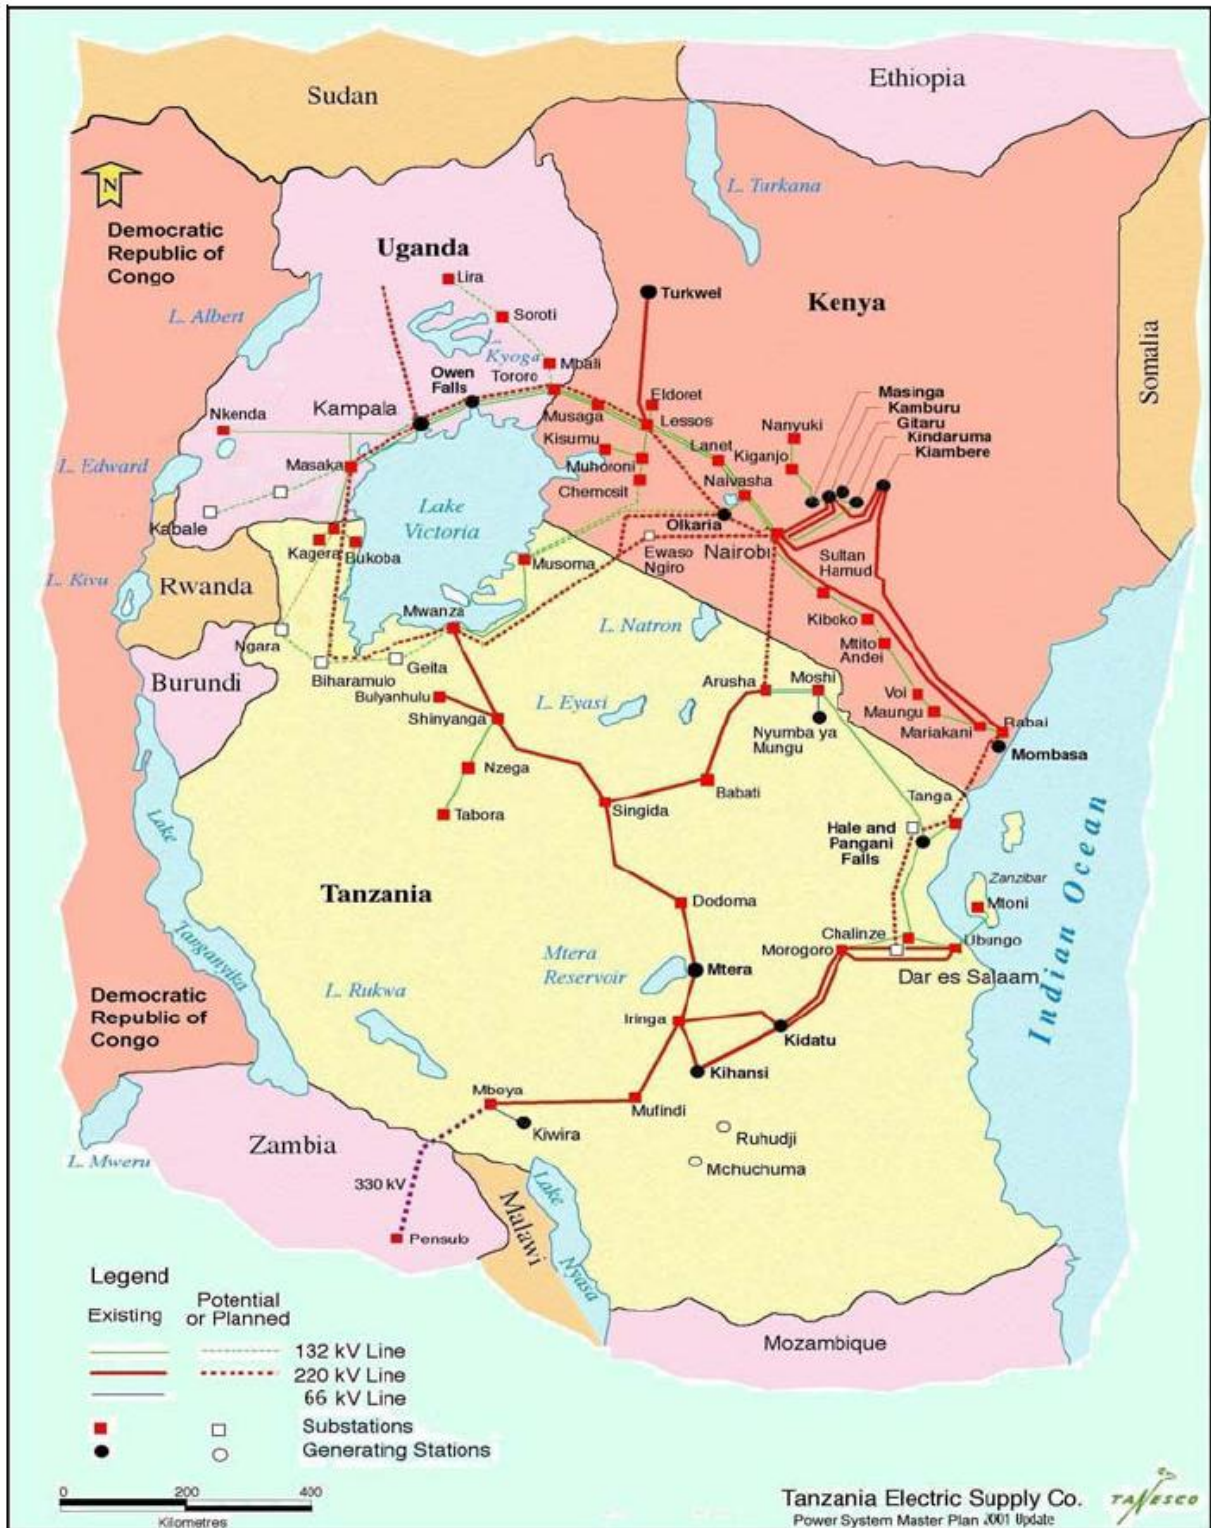 Sudan
Ethiopia
L. Turkana
N
Democratic
Republic of
Congo
Uganda
Lira
Turkwel
Kenya
Somalia
L. Albert
Soroti
L.
Kyoga
Mbali
Owen
Falls
Tororo
Eldoret
Masinga
Kamburu
Gitaru
Kindaruma
Kiambere
Nkenda
Kampala
Musaga
Lessos
Nanyuki
Kisumu
Lanet
Kiganjo
L. Edward
Masaka
Muhoroni
Naivasha
Chemosit
Lake
Victoria
Kabale
Olkaria
Kagera
Bukoba
Musoma
Ewaso
Ngiro
Nairobi
Sultan
Hamud
L. Kivu
Rwanda
Kiboko
Mwanza
L. Natron
Mtito
Andei
Ngara
Geita
Burundi
Biharamulo
Arusha
Moshi
Voi
Bulyanhulu
L. Eyasi
Maungu
Shinyanga
Nyumba ya
Mungu
Mariakani
Rabai
Mombasa
Nzega
Babati
Tanga
Tabora
Singida
Hale and
Pangani
Falls
Lake
Tanganyika
Indian Ocean
Zanzibar
Tanzania
Dodoma
Mtoni
Chalinze
Ubungo
Mtera
Reservoir
Mtera
Morogoro
Dar es Salaam
Democratic
Republic of
Congo
L. Rukwa
Iringa
Kidatu
Kihansi
Mbeya
Mufindi
Kiwira
Ruhudji
Zambia
Mchuchuma
L. Mweru
330 kV
Lake
Nyasa
Malawi
Pensulo
Mozambique
Legend
Existing
Potential
or Planned
132 kV Line
220 kV Line
66 kV Line
Substations
Generating Stations
0 200 400
Kilometres
Tanzania Electric Supply Co.
Power System Master Plan 2001 Update
TANESCO